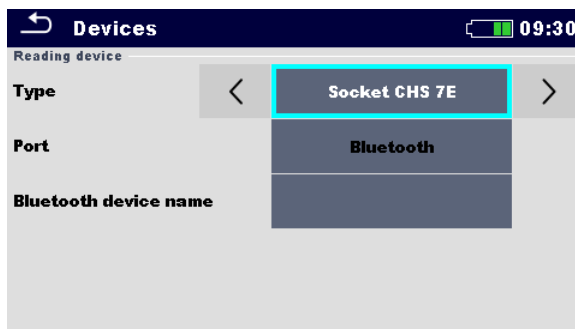 Devices 09:30
Reading device
Type Socket CHS 7E
Port Bluetooth
Bluetooth device name